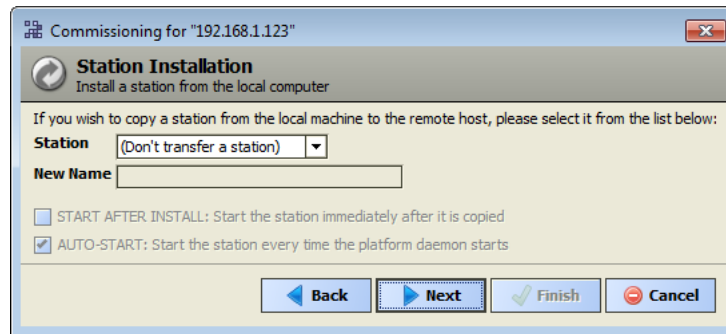 Commissioning for "192.168.1.123"
Station Installation
Install a station from the local computer
If you wish to copy a station from the local machine to the remote host, please select it from the list below:
Station (Don't transfer a station)
New Name
START AFTER INSTALL: Start the station immediately after it is copied
AUTO-START: Start the station every time the platform daemon starts
Back Next Finish Cancel